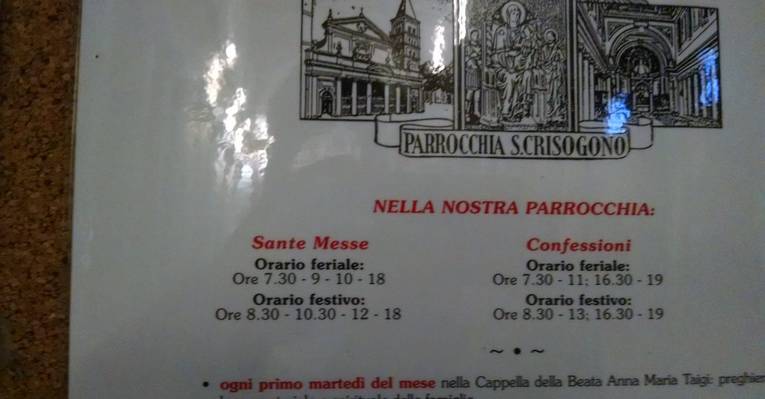 PARROCCHIA S.CRISOGONO
NELLA NOSTRA PARROCCHIA:
Sante Messe
Orario feriale:
Ore 7.30 - 9 - 10 - 18
Orario festivo:
Ore 8.30 - 10.30 - 12 - 18
Confessioni
Orario feriale:
Ore 7.30 - 11; 16.30 - 19
Orario festivo:
Ore 8.30 - 13; 16.30 - 19
~ • ~
• ogni primo martedì del mese nella Cappella della Beata Anna Maria Taigi: preghier